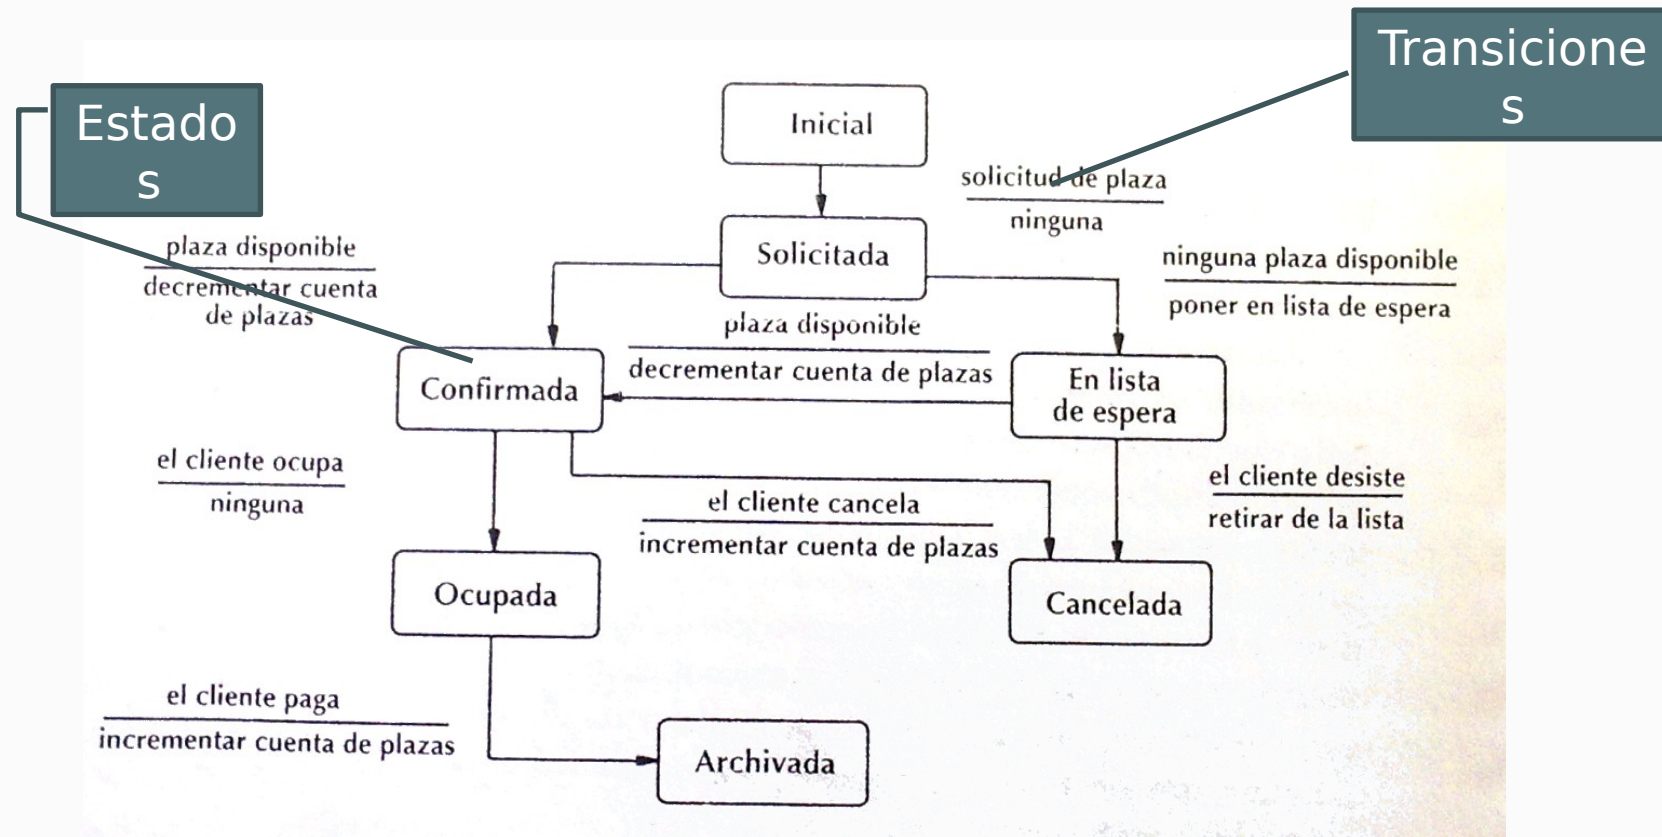 Transicione
s
Estado
s
Inicial
solicitud de plaza
ninguna
Solicitada
plaza disponible
decrementar cuenta
de plazas
ninguna plaza disponible
poner en lista de espera
plaza disponible
decrementar cuenta de plazas
Confirmada
En lista
de espera
el cliente ocupa
ninguna
el cliente cancela
incrementar cuenta de plazas
el cliente desiste
retirar de la lista
Ocupada
Cancelada
el cliente paga
incrementar cuenta de plazas
Archivada